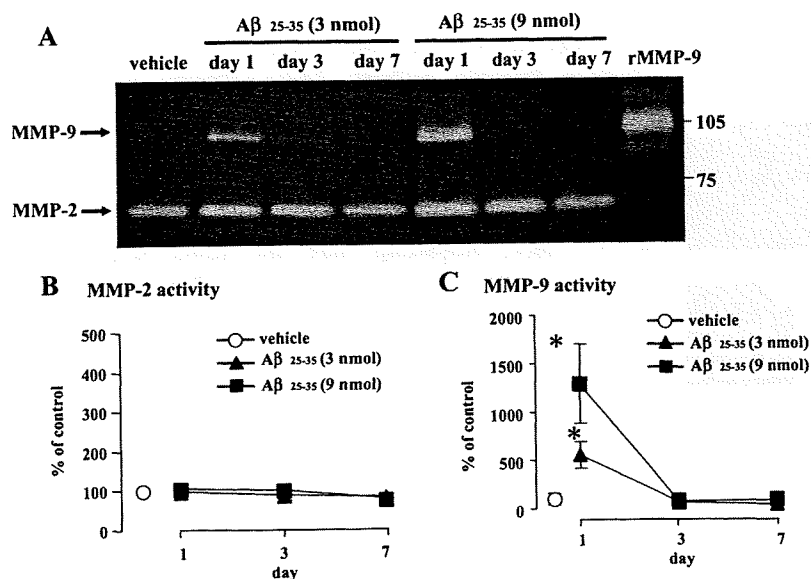 A
Aβ 25-35 (3 nmol) Aβ 25-35 (9 nmol)
vehicle day 1 day 3 day 7 day 1 day 3 day 7 rMMP-9
MMP-9
105
75
MMP-2
B
MMP-2 activity
500
400
300
200
100
0
% of control
vehicle
Aβ 25-35 (3 nmol)
Aβ 25-35 (9 nmol)
1 3 7
day
C
MMP-9 activity
2000
1500
1000
500
0
% of control
*
*
vehicle
Aβ 25-35 (3 nmol)
Aβ 25-35 (9 nmol)
1 3 7
day